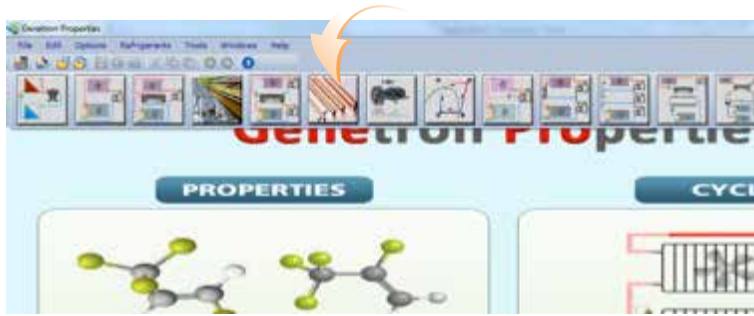 Genetron Properties
File Edit Options Refrigerants Tools Windows Help
Genetron Propertie
PROPERTIES
CYCL